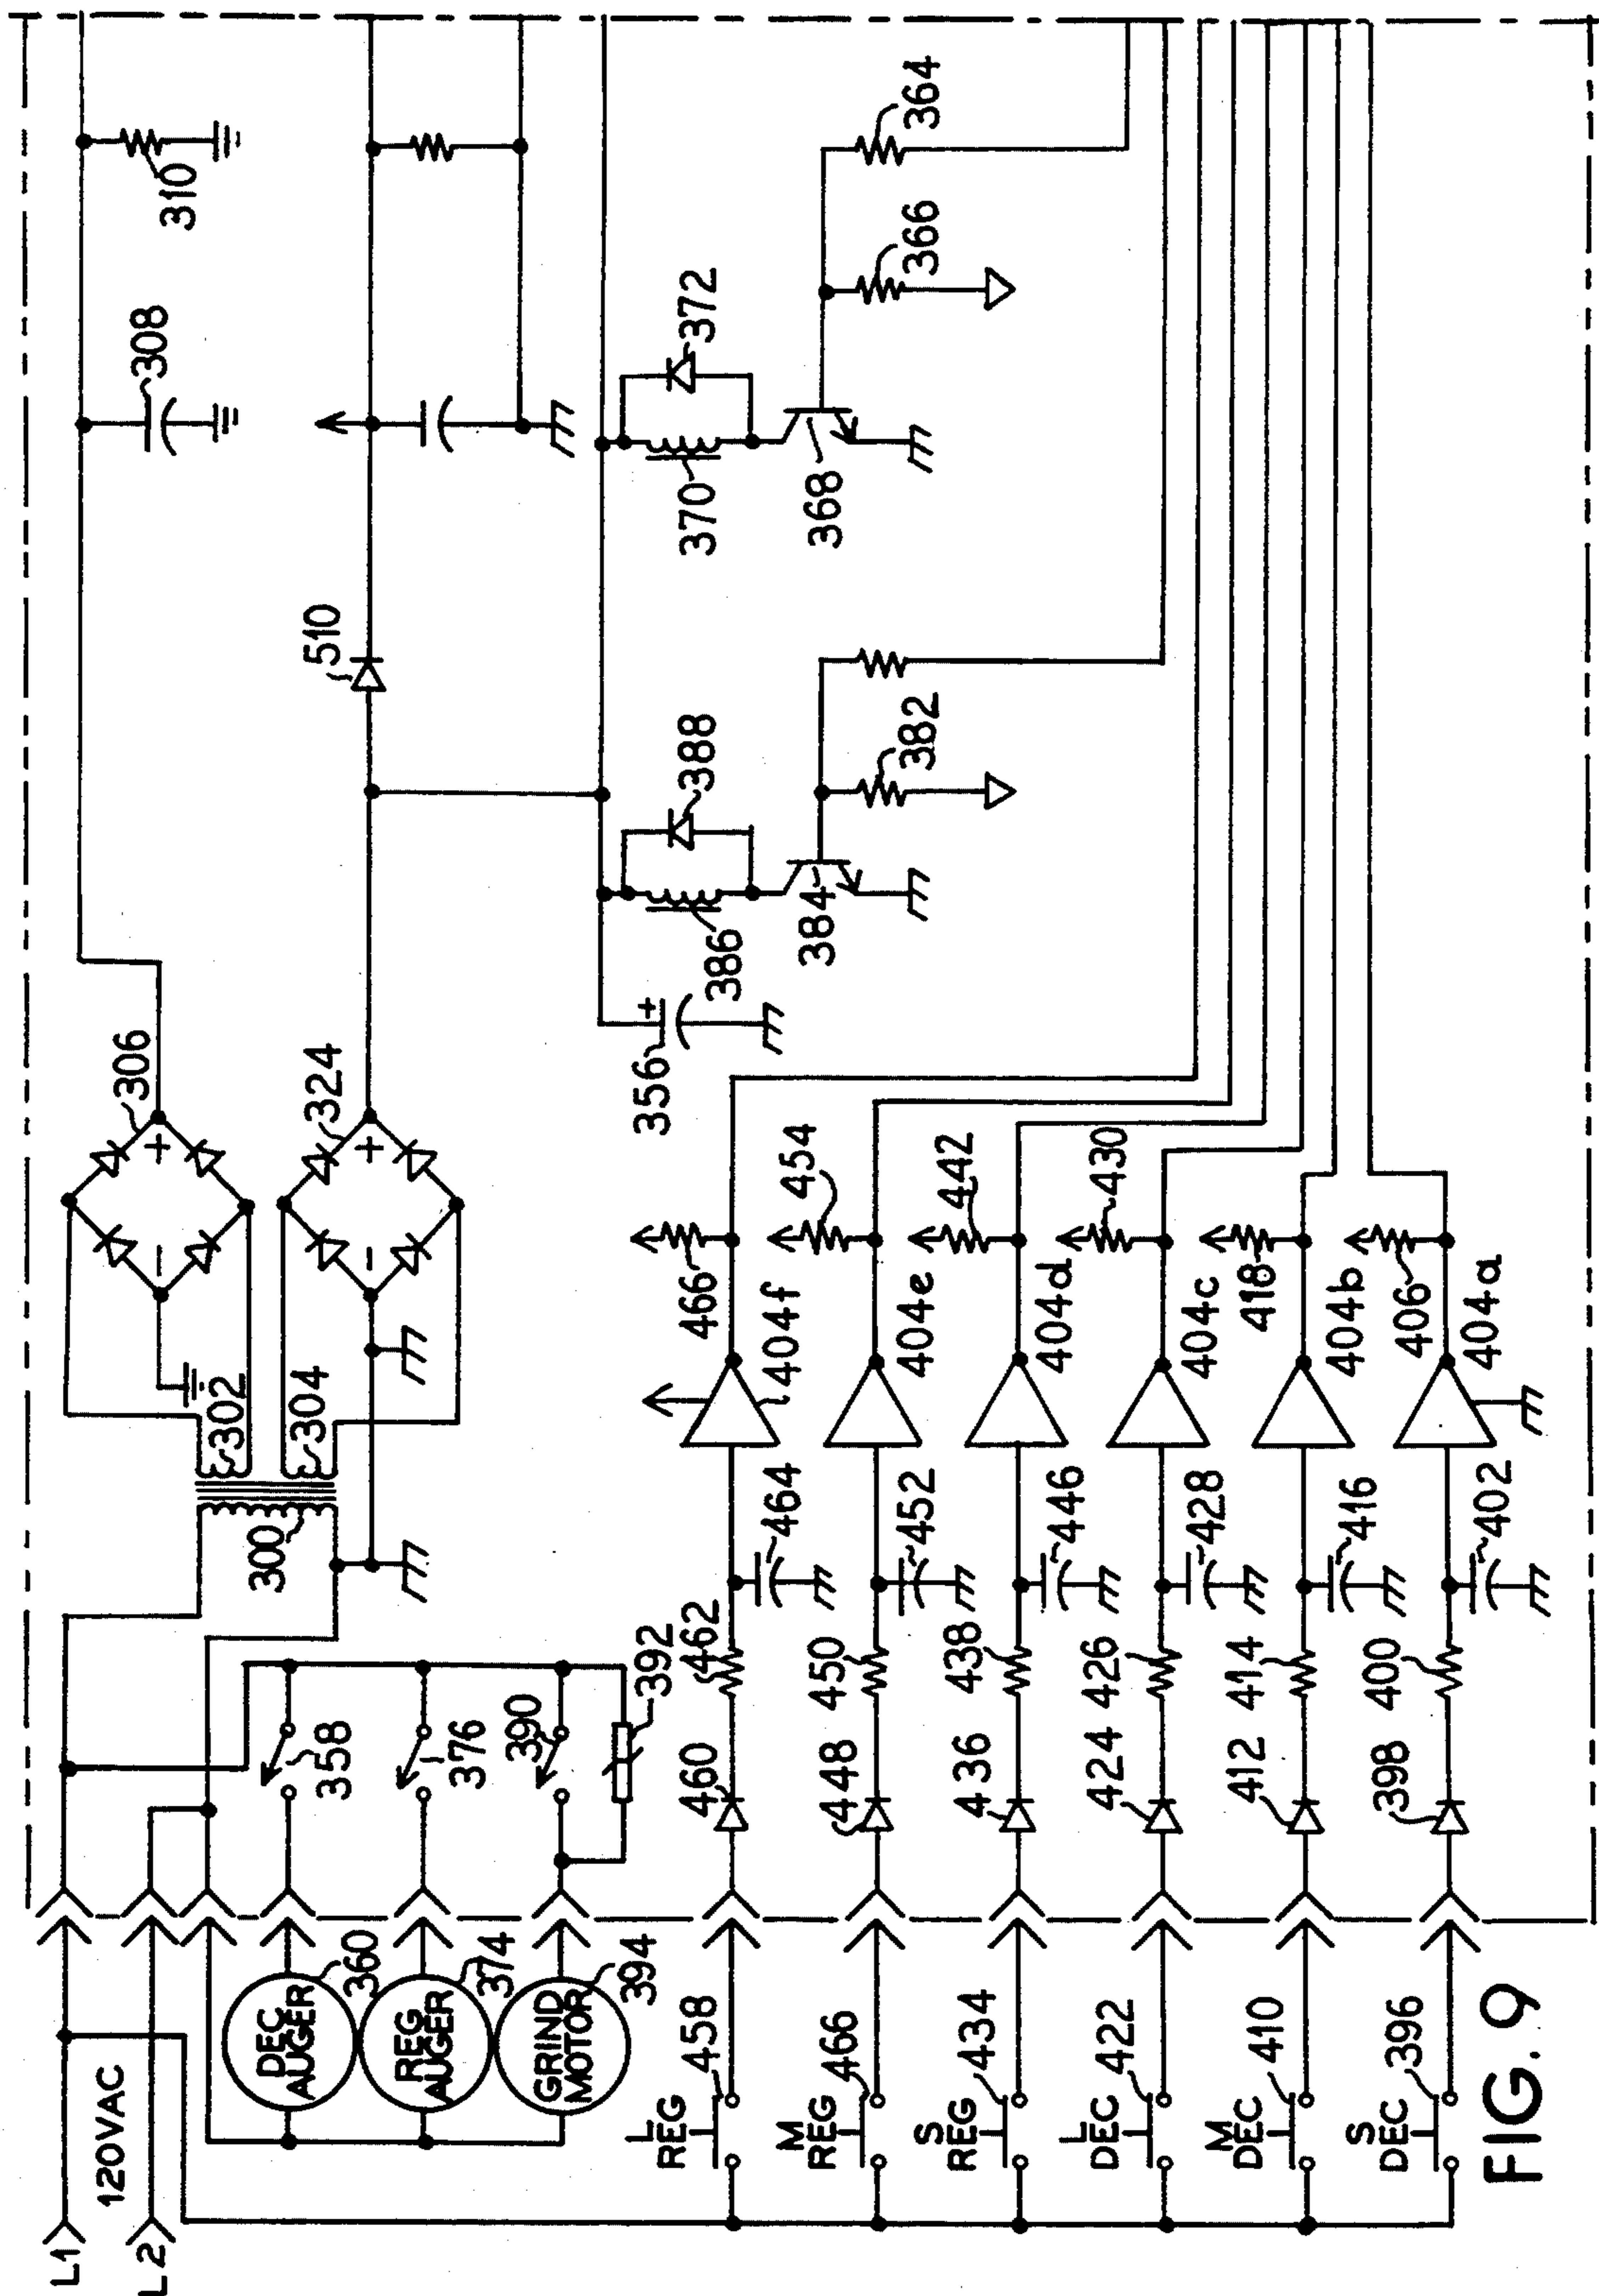 L1
120VAC
L2
DEC
AUGER
360
REG
AUGER
374
GRIND
MOTOR
394
358
376
390
392
300
302
304
306
324
308
310
510
356
386
388
384
382
370
372
368
366
364
L
REG
458
460
462
464
404f
466
M
REG
466
448
450
452
404e
454
S
REG
434
436
438
446
404d
442
L
DEC
422
424
426
428
404c
430
M
DEC
410
412
414
416
404b
418
S
DEC
396
398
400
402
404a
406
+
−
+
−
+
FIG. 9